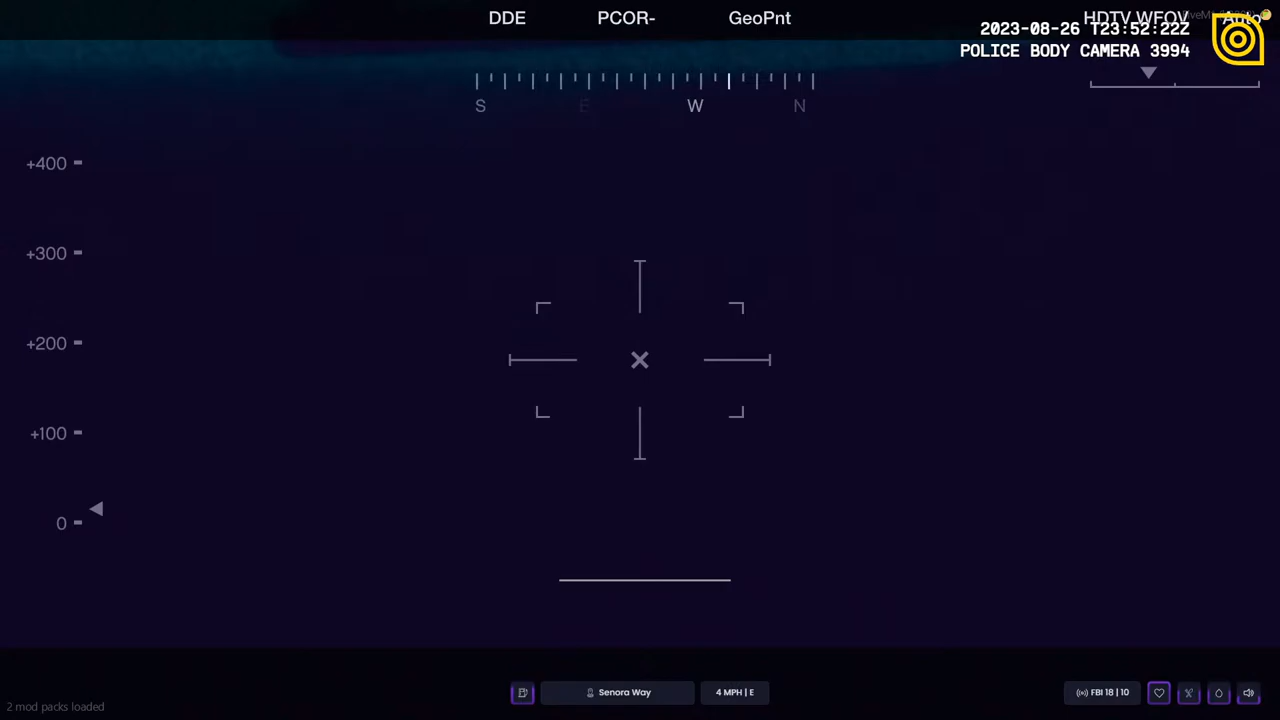 DDE PCOR- GeoPnt HDTV WFOV Auto
2023-08-26 T23:52:22Z
POLICE BODY CAMERA 3994
S E W N
+400
+300
+200
+100
0
Senora Way
4 MPH | E
FBI 18 | 10
2 mod packs loaded